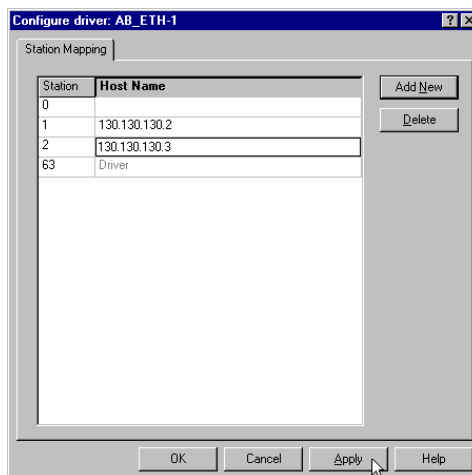 Configure driver: AB_ETH-1
Station Mapping
Station Host Name
0
1 130.130.130.2
2 130.130.130.3
63 Driver
Add New
Delete
OK Cancel Apply Help